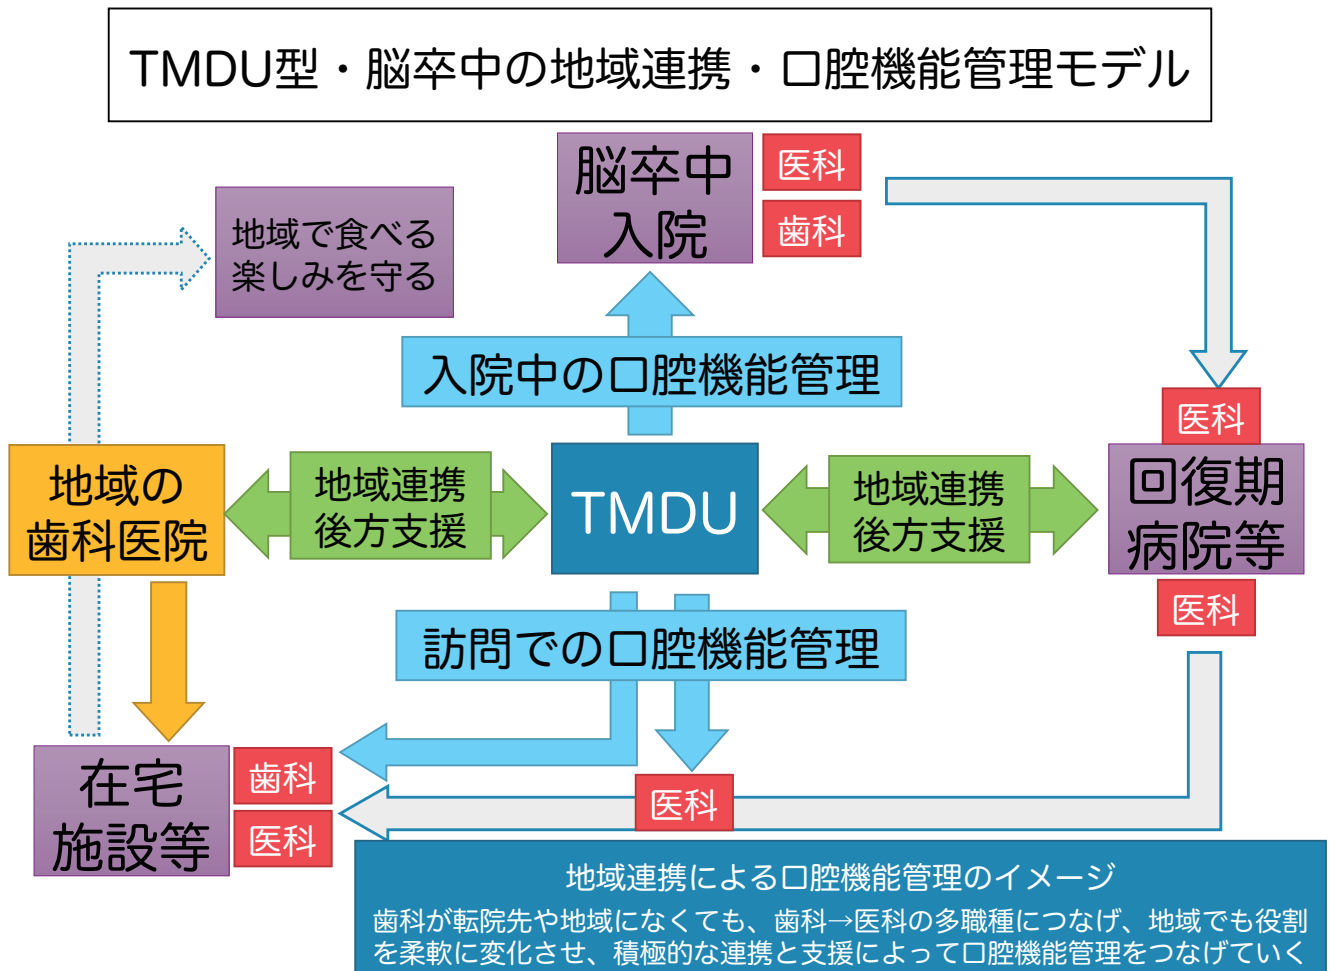 TMDU型・脳卒中の地域連携・口腔機能管理モデル
脳卒中
入院
医科
歯科
地域で食べる
楽しみを守る
入院中の口腔機能管理
医科
地域の
歯科医院
地域連携
後方支援
TMDU
地域連携
後方支援
回復期
病院等
医科
訪問での口腔機能管理
在宅
施設等
歯科
医科
医科
地域連携による口腔機能管理のイメージ
歯科が転院先や地域になくても、歯科→医科の多職種につなげ、地域でも役割
を柔軟に変化させ、積極的な連携と支援によって口腔機能管理をつなげていく